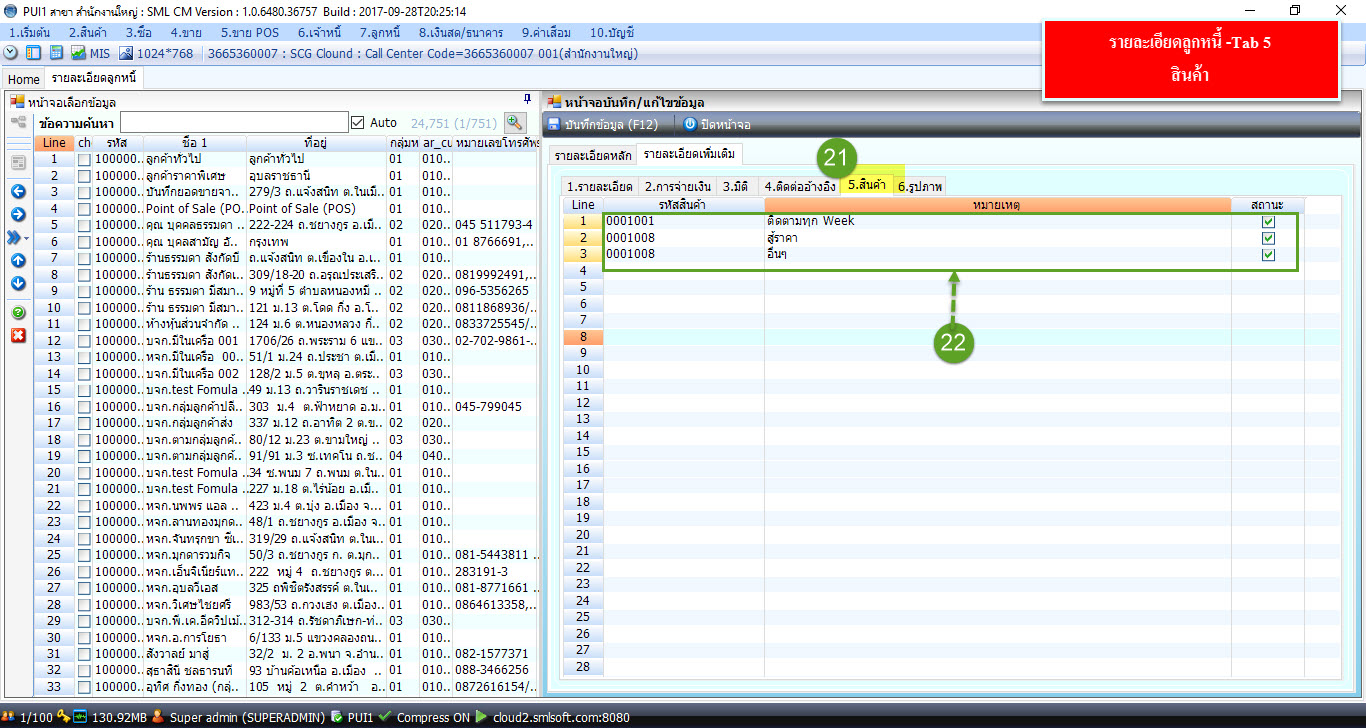 PUI1 สาขา สำนักงานใหญ่ : SML CM Version : 1.0.6480.36757 Build : 2017-09-28T20:25:14
1.เริ่มต้น 2.สินค้า 3.ซื้อ 4.ขาย 5.ขาย POS 6.เจ้าหนี้ 7.ลูกหนี้ 8.เงินสด/ธนาคาร 9.ค่าเสื่อม 10.บัญชี
MIS 1024*768 3665360007 : SCG Clound : Call Center Code=3665360007 001(สำนักงานใหญ่)
รายละเอียดลูกหนี้ -Tab 5
สินค้า
Home รายละเอียดลูกหนี้
หน้าจอเลือกข้อมูล
ข้อความค้นหา Auto 24,751 (1/751)
Line ch รหัส ชื่อ 1 ที่อยู่ กลุ่มห ar_cu หมายเลขโทรศัพ
1 100000.. ลูกค้าทั่วไป ลูกค้าทั่วไป 01 010..
2 100000.. ลูกค้าราคาพิเศษ อุบลราชธานี 01 010..
3 100000.. บันทึกยอดขายจา.. 279/3 ถ.แจ้งสนิท ต.ในเมื.. 01 010..
4 100000.. Point of Sale (PO.. Point of Sale (POS) 01 010..
5 100000.. คุณ บุคคลธรรมดา .. 222-224 ถ.ชยางกูร อ.เมื.. 02 020.. 045 511793-4
6 100000.. คุณ บุคลสามัญ อั.. กรุงเทพ 01 010.. 01 8766691,..
7 100000.. ร้านธรรมดา สังกัดบั ถ.แจ้งสนิท ต.เขื่องใน อ.เ.. 01 010..
8 100000.. ร้านธรรมดา สังกัดเ.. 309/18-20 ถ.อรุณประเสริ.. 02 020.. 0819992491,..
9 100000.. ร้าน ธรรมดา มีสมา.. 9 หมู่ที่ 5 ตำบลหนองหมี .. 02 020.. 096-5356265
10 100000.. ร้าน ธรรมดา มีสมา.. 121 ม.13 ต.โดด กิ่ง อ.โ.. 02 020.. 0811868936/..
11 100000.. ห้างหุ้นส่วนจำกัด .. 124 ม.6 ต.หนองหลวง กิ่.. 02 020.. 0833725545/..
12 100000.. บจก.มีในเครือ 001 1706/26 ถ.พระราม 6 แข.. 03 030.. 02-702-9861-..
13 100000.. หจก.มีในเครือ 00.. 51/1 ม.24 ถ.ประชา ต.เมื.. 01 010..
14 100000.. บจก.มีในเครือ 002 128/2 ม.5 ต.ขุหลุ อ.ตระ.. 03 030..
15 100000.. บจก.test Fomula .. 49 ม.13 ถ.วารินราชเดช .. 01 010..
16 100000.. บจก.กลุ่มลูกค้าปลี.. 303 ม.4 ต.ฟ้าหยาด อ.ม.. 01 010.. 045-799045
17 100000.. บจก.กลุ่มลูกค้าส่ง 337 ม.12 ถ.อาทิต 2 ต.ข.. 02 020..
18 100000.. บจก.ตามกลุ่มลูกค้.. 80/12 ม.23 ต.ขามใหญ่ .. 03 030..
19 100000.. บจก.ตามกลุ่มลูกค้.. 91/91 ม.3 ซ.เทคโน ถ.ช.. 04 040..
20 100000.. บจก.test Fomula .. 34 ซ.พนม 7 ถ.พนม ต.ใน.. 01 010..
21 100000.. บจก.test Fomula .. 227 ม.18 ต.ไร่น้อย อ.เมื.. 01 010..
22 100000.. หจก.นพพร แอล .. 423 ม.4 ต.บุ่ง อ.เมือง จ... 01 010..
23 100000.. หจก.ลานทองมุกด.. 48/1 ถ.ชยางกูร อ.เมือง จ.. 01 010..
24 100000.. หจก.จันทรุกขา ซีเ.. 319/29 ถ.แจ้งสนิท ต.ในเ.. 01 010..
25 100000.. หจก.มุกดารวมกิจ 50/3 ถ.ชยางกูร ก. ต.มุก.. 01 010.. 081-5443811 ..
26 100000.. หจก.เอ็นจิเนียร์แท.. 222 หมู่ 4 ถ.ชยางกูร ต... 01 010.. 283191-3
27 100000.. หจก.อุบลวีเอส 325 ถพิชิตรังสรรค์ ต.ในเ.. 01 010.. 081-8771661 ..
28 100000.. หจก.วิเศษไชยศรี 983/53 ถ.กวงเฮง ต.เมือง.. 01 010.. 0864613358,..
29 100000.. บจก.พี.เค.อีควิปเม้.. 312-314 ถ.รัชดาภิเษก-ท่.. 03 030..
30 100000.. หจก.อ.การโยธา 6/133 ม.5 แขวงคลองถน.. 01 010..
31 100000.. สังวาลย์ มาสู่ 32/2 ม. 2 อ.พนา จ.อำน.. 01 010.. 082-1577371
32 100000.. สุธาสินี ชลธารนที 93 บ้านค้อเหนือ อ.เมือง .. 01 010.. 088-3466256
33 100000.. อุทิศ กิ่งทอง (กลุ่.. 105 หมู่ 2 ต.คำหว้า อ.. 01 010.. 0872616154/..
หน้าจอบันทึก/แก้ไขข้อมูล
บันทึกข้อมูล (F12) ปิดหน้าจอ
รายละเอียดหลัก รายละเอียดเพิ่มเติม
21
1.รายละเอียด 2.การจ่ายเงิน 3.มิติ 4.ติดต่ออ้างอิง 5.สินค้า 6.รูปภาพ
Line รหัสสินค้า หมายเหตุ สถานะ
1 0001001 ติดตามทุก Week
2 0001008 สู้ราคา
3 0001008 อื่นๆ
4
5
6
7
8
22
9
10
11
12
13
14
15
16
17
18
19
20
21
22
23
24
25
26
27
28
1/100 130.92MB Super admin (SUPERADMIN) PUI1 Compress ON cloud2.smlsoft.com:8080